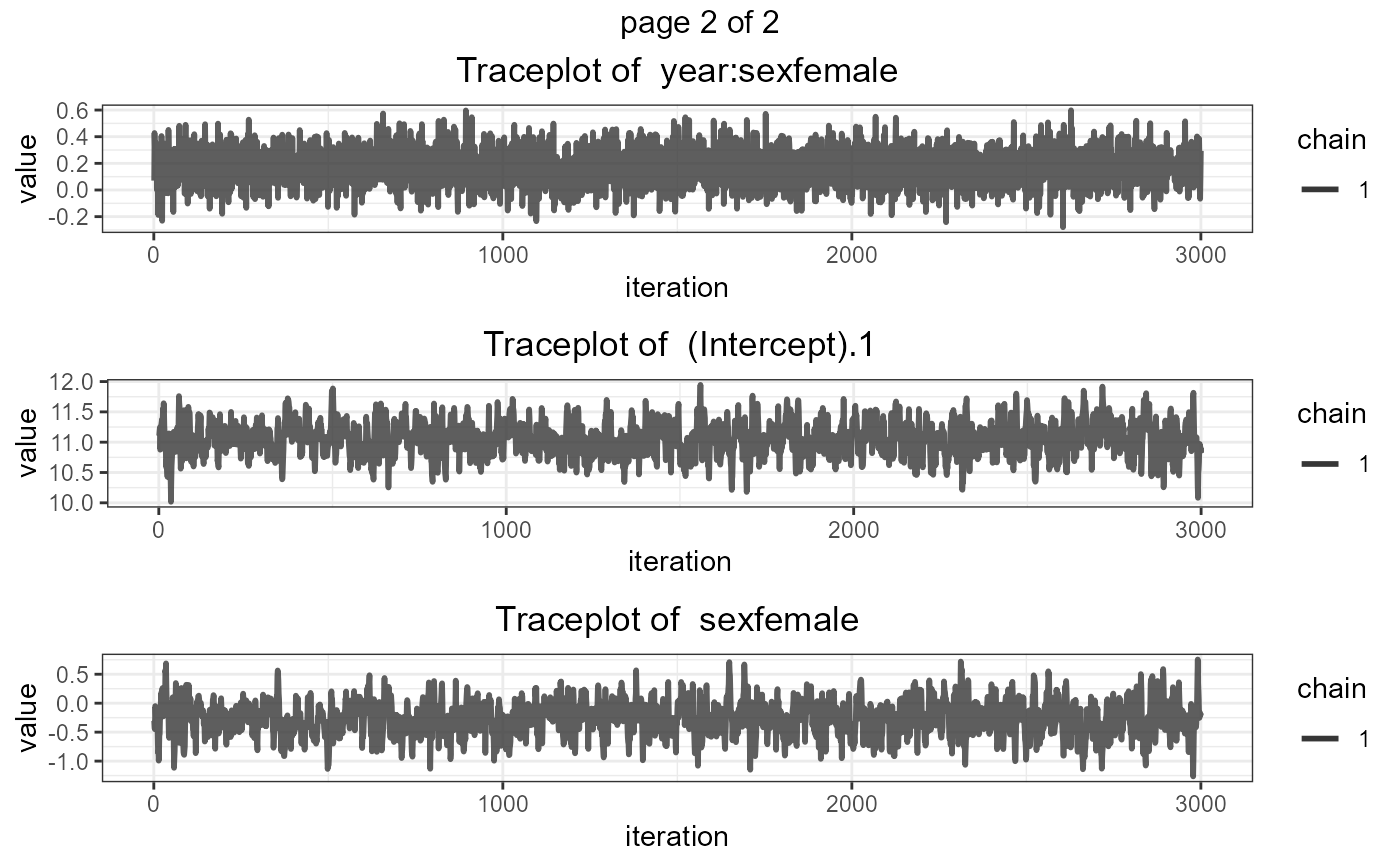 page 2 of 2
Traceplot of  year:sexfemale
value
0.6
0.4
0.2
0.0
-0.2
0
1000
2000
3000
iteration
chain
1
Traceplot of  (Intercept).1
value
12.0
11.5
11.0
10.5
10.0
0
1000
2000
3000
iteration
chain
1
Traceplot of  sexfemale
value
0.5
0.0
-0.5
-1.0
0
1000
2000
3000
iteration
chain
1